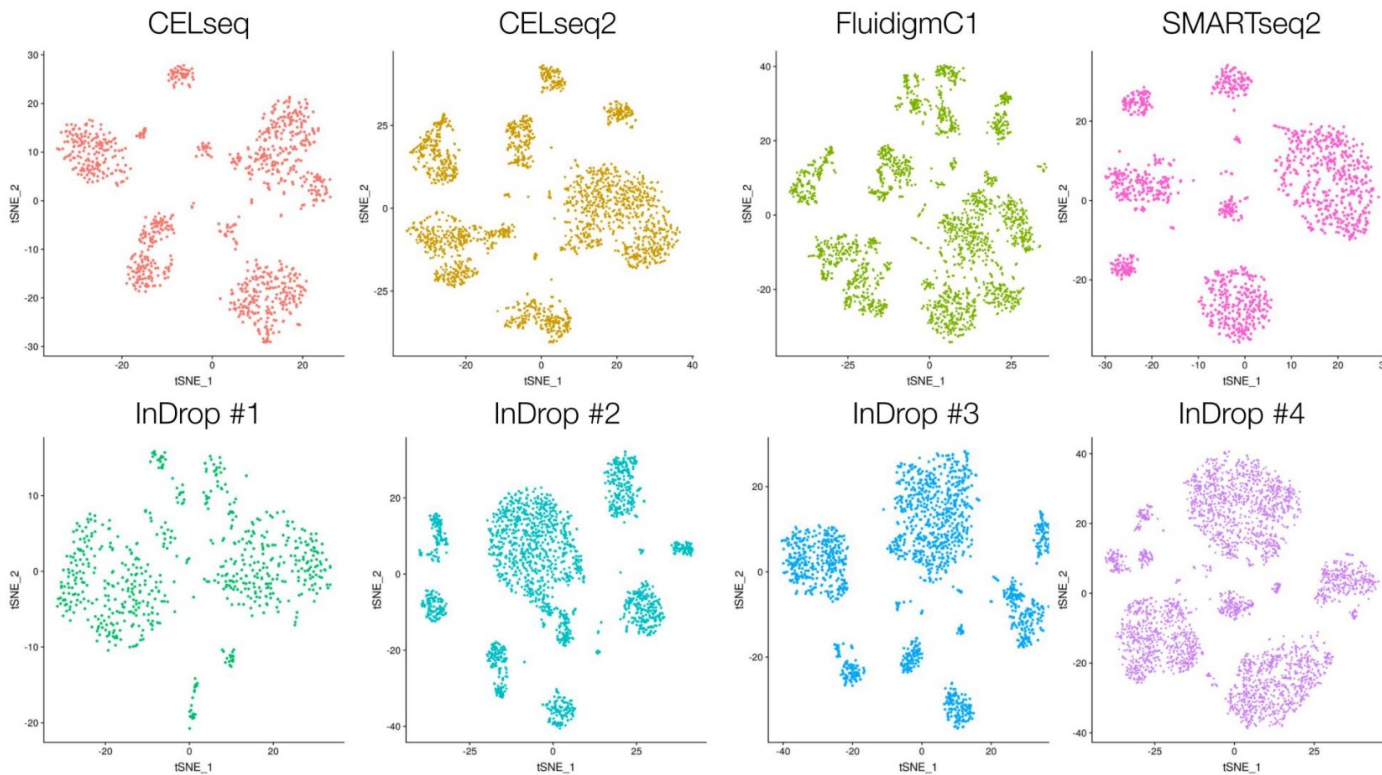 CELseq
CELseq2
FluidigmC1
SMARTseq2
30
20
10
0
-10
-20
-30
tSNE_2
-20
0
20
tSNE_1
25
0
-25
tSNE_2
-20
0
20
40
tSNE_1
40
20
0
-20
tSNE_2
-25
0
25
tSNE_1
20
0
-20
tSNE_2
-30
-20
-10
0
10
20
tSNE_1
InDrop #1
InDrop #2
InDrop #3
InDrop #4
10
0
-10
-20
tSNE_2
-20
0
20
tSNE_1
20
0
-20
-40
tSNE_2
-25
0
25
tSNE_1
20
0
-20
tSNE_2
-40
-20
0
20
tSNE_1
40
20
0
-20
-40
tSNE_2
-25
0
25
tSNE_1